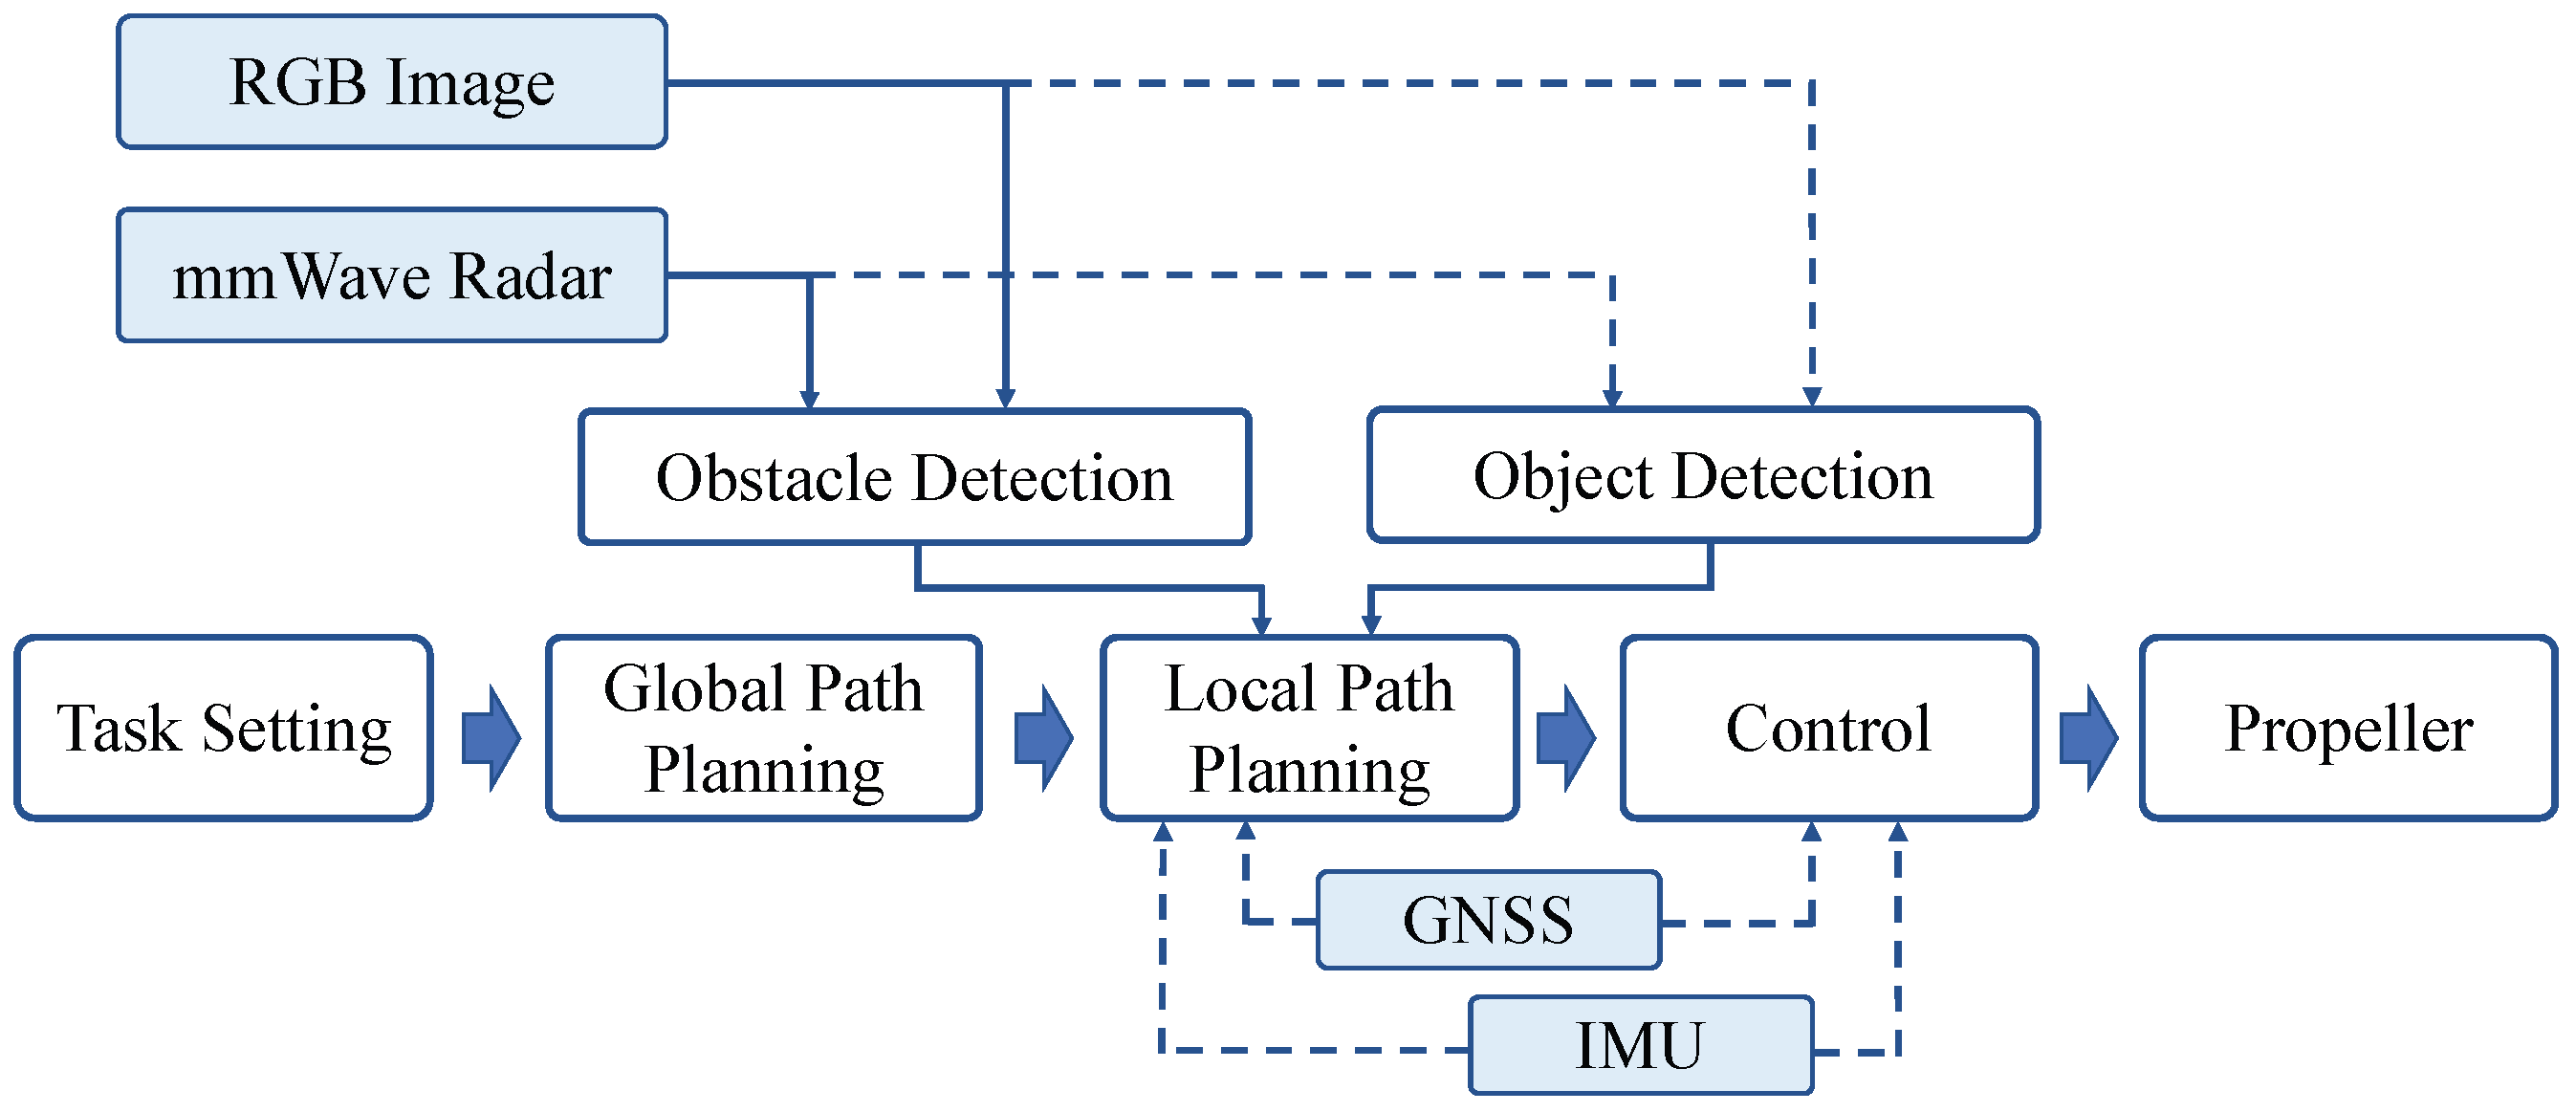 RGB Image
mmWave Radar
Obstacle Detection
Object Detection
Task Setting
Global Path
Planning
Local Path
Planning
Control
Propeller
GNSS
IMU